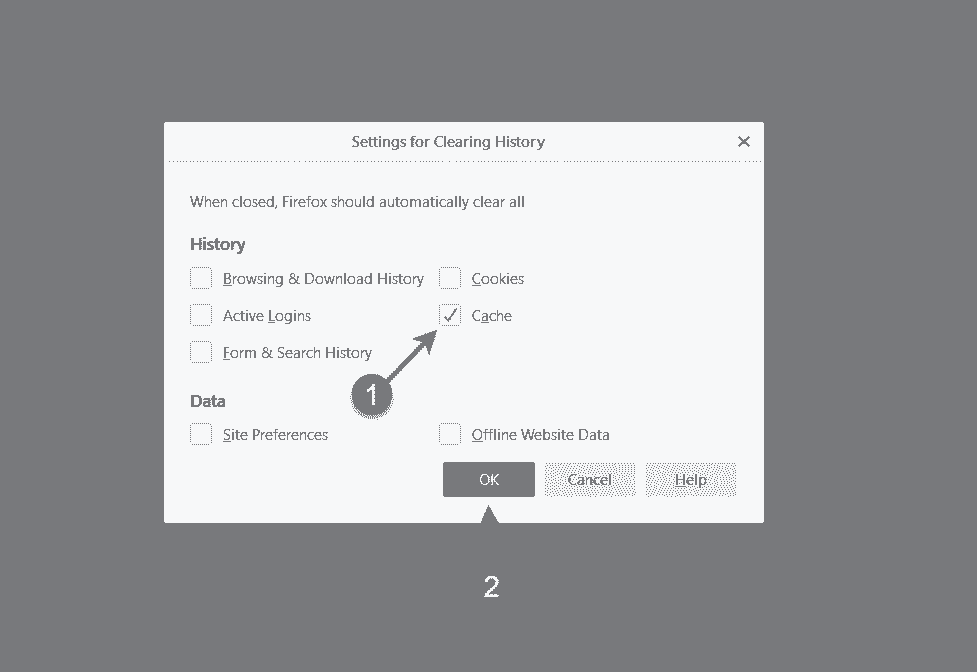 Settings for Clearing History
When closed, Firefox should automatically clear all
History
Browsing & Download History
Cookies
Active Logins
Cache
Form & Search History
1
Data
Site Preferences
Offline Website Data
OK
Cancel
Help
2